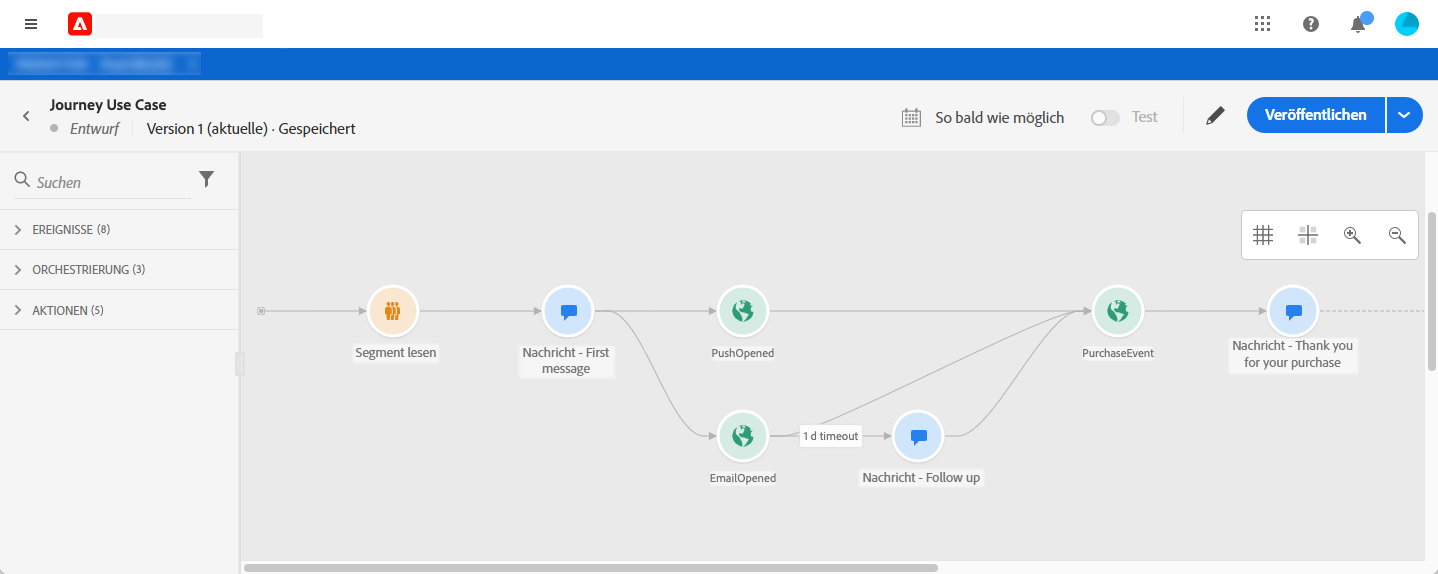 Journey Use Case
Entwurf
Version 1 (aktuelle) · Gespeichert
So bald wie möglich
Test
Veröffentlichen
Suchen
EREIGNISSE (8)
ORCHESTRIERUNG (3)
AKTIONEN (5)
Segment lesen
Nachricht - First
message
PushOpened
PurchaseEvent
Nachricht - Thank you
for your purchase
1 d timeout
EmailOpened
Nachricht - Follow up